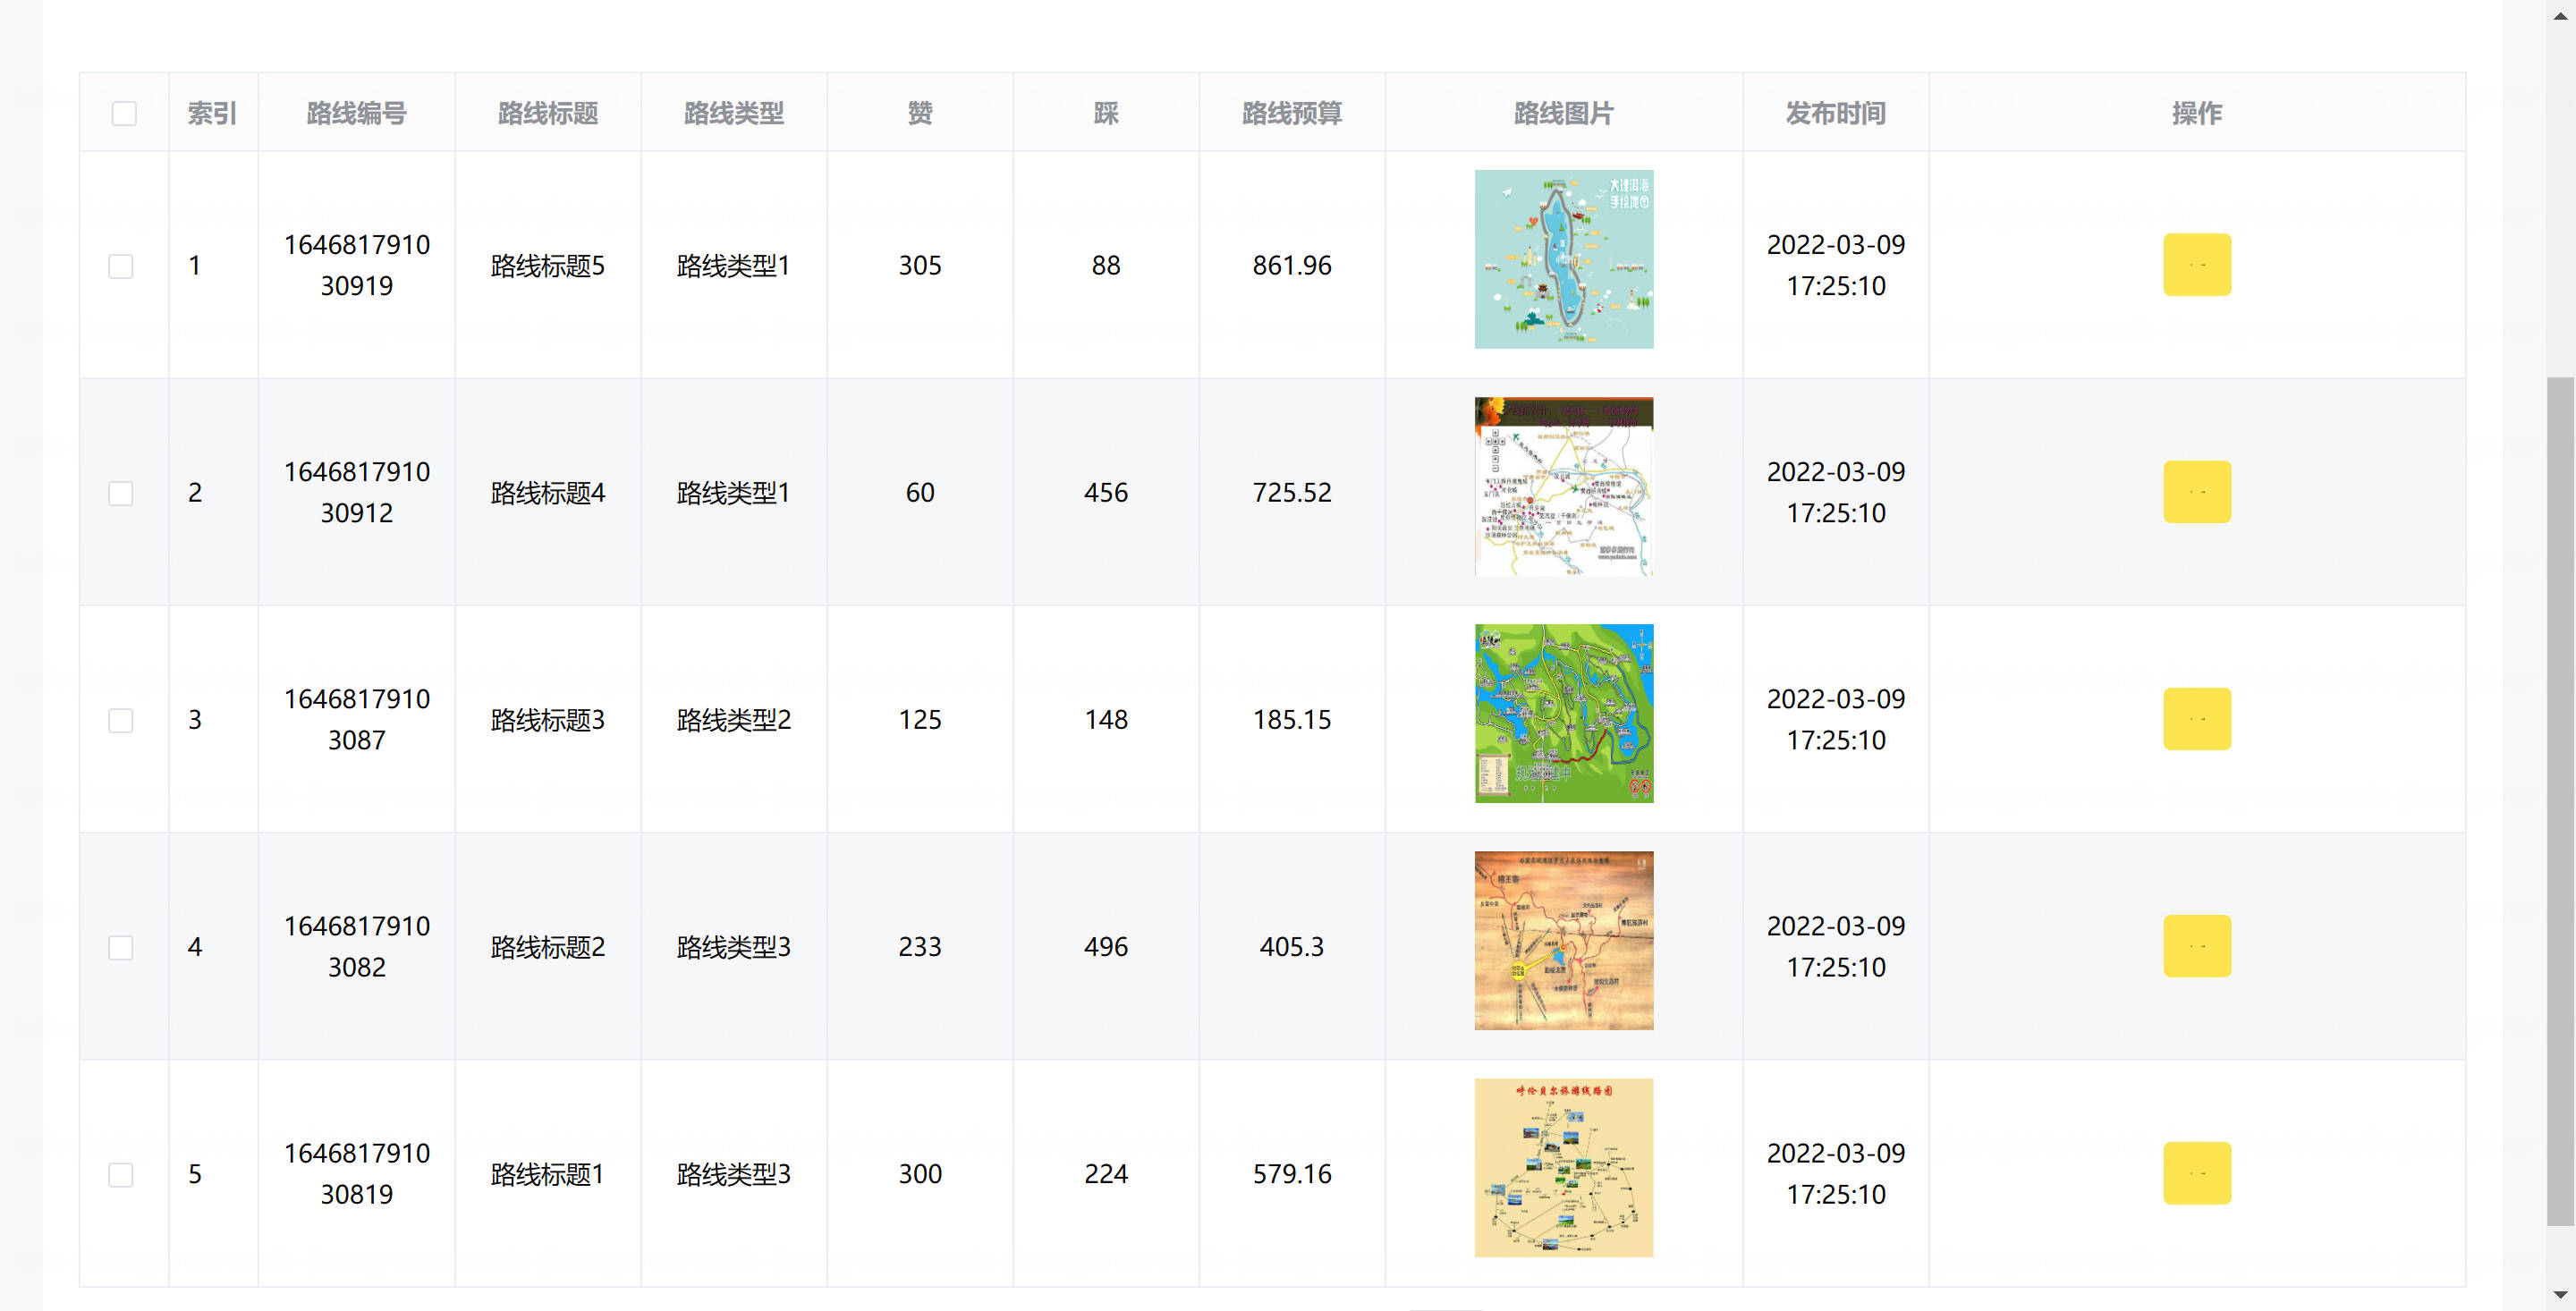 索引 路线编号 路线标题 路线类型 赞 踩 路线预算 路线图片 发布时间 操作
1 1646817910 30919 路线标题5 路线类型1 305 88 861.96 2022-03-09 17:25:10
大理洱海
手绘地图
2 1646817910 30912 路线标题4 路线类型1 60 456 725.52 2022-03-09 17:25:10
3 1646817910 3087 路线标题3 路线类型2 125 148 185.15 2022-03-09 17:25:10
4 1646817910 3082 路线标题2 路线类型3 233 496 405.3 2022-03-09 17:25:10
5 1646817910 30819 路线标题1 路线类型3 300 224 579.16 2022-03-09 17:25:10
呼伦贝尔旅游线路图